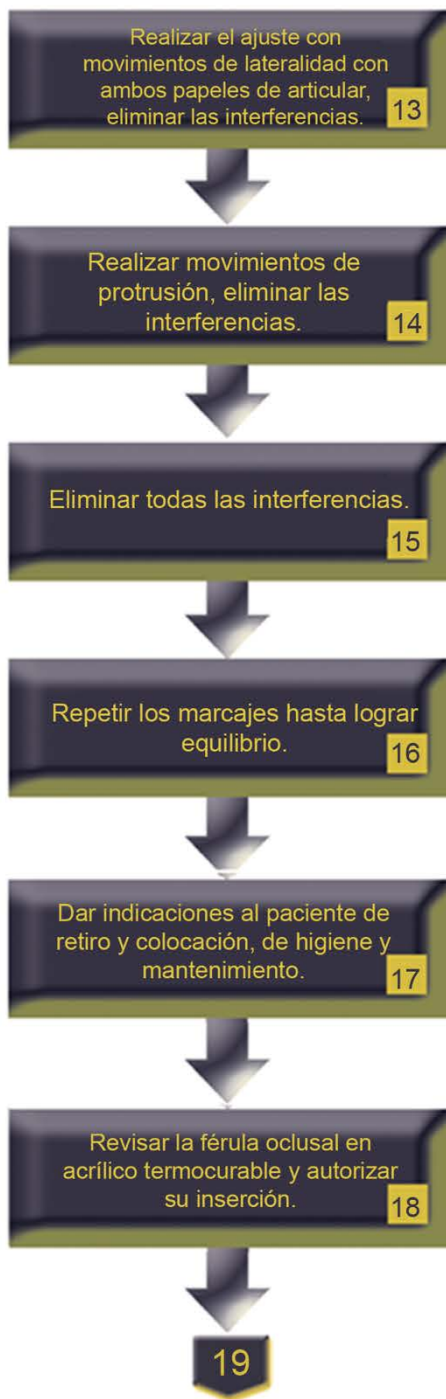 Realizar el ajuste con
movimientos de lateralidad con
ambos papeles de articular,
eliminar las interferencias.
13
Realizar movimientos de
protrusión, eliminar las
interferencias.
14
Eliminar todas las interferencias.
15
Repetir los marcajes hasta lograr
equilibrio.
16
Dar indicaciones al paciente de
retiro y colocación, de higiene y
mantenimiento.
17
Revisar la férula oclusal en
acrílico termocurable y autorizar
su inserción.
18
19